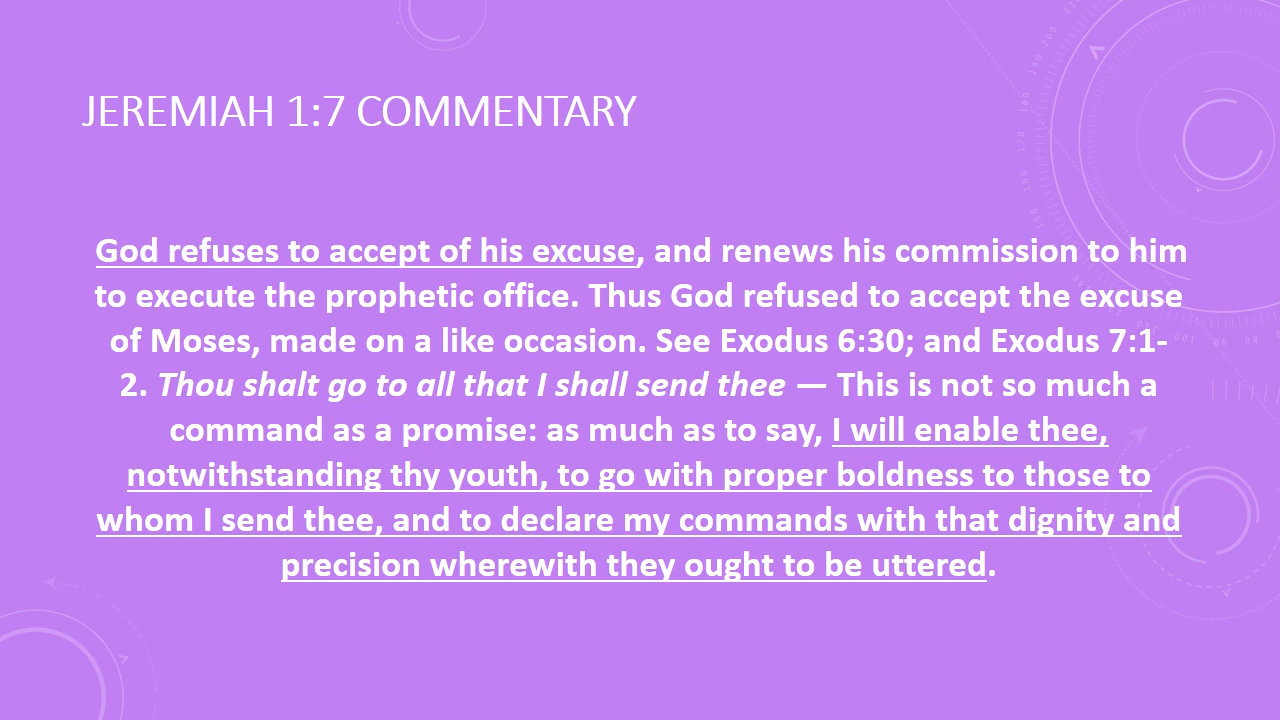 JEREMIAH 1:7 COMMENTARY
God refuses to accept of his excuse, and renews his commission to him
to execute the prophetic office. Thus God refused to accept the excuse
of Moses, made on a like occasion. See Exodus 6:30; and Exodus 7:1-
2. Thou shalt go to all that I shall send thee — This is not so much a
command as a promise: as much as to say, I will enable thee,
notwithstanding thy youth, to go with proper boldness to those to
whom I send thee, and to declare my commands with that dignity and
precision wherewith they ought to be uttered.